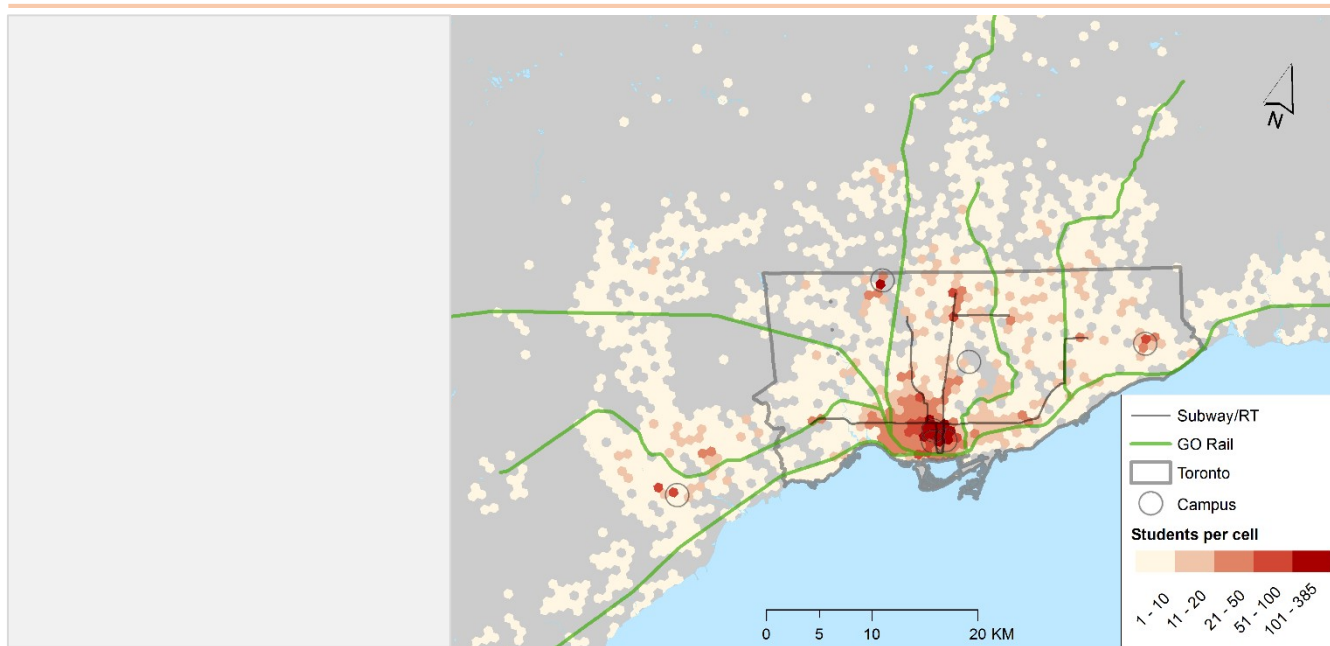 N
Subway/RT
GO Rail
Toronto
Campus
Students per cell
1 - 10
11 - 20
21 - 50
51 - 100
101 - 385
0 5 10 20 KM